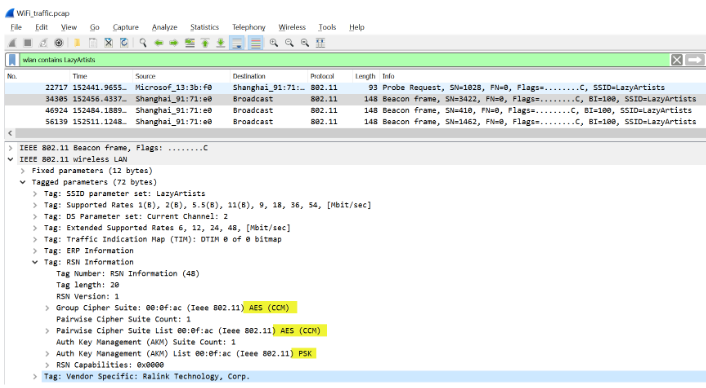 WiFi_traffic.pcap
File Edit View Go Capture Analyze Statistics Telephony Wireless Tools Help
wlan contains LazyArtists
No. Time Source Destination Protocol Length Info
22717 152441.9655… Microsof_13:3b:f0 Shanghai_91:71:… 802.11 93 Probe Request, SN=1028, FN=0, Flags=........C, SSID=LazyArtists
34305 152456.4337… Shanghai_91:71:e0 Broadcast 802.11 148 Beacon frame, SN=3422, FN=0, Flags=........C, BI=100, SSID=LazyArtists
46924 152484.1889… Shanghai_91:71:e0 Broadcast 802.11 148 Beacon frame, SN=410, FN=0, Flags=........C, BI=100, SSID=LazyArtists
56139 152511.1248… Shanghai_91:71:e0 Broadcast 802.11 148 Beacon frame, SN=1462, FN=0, Flags=........C, BI=100, SSID=LazyArtists
IEEE 802.11 Beacon frame, Flags: ........C
IEEE 802.11 wireless LAN
Fixed parameters (12 bytes)
Tagged parameters (72 bytes)
Tag: SSID parameter set: LazyArtists
Tag: Supported Rates 1(B), 2(B), 5.5(B), 11(B), 9, 18, 36, 54, [Mbit/sec]
Tag: DS Parameter set: Current Channel: 2
Tag: Extended Supported Rates 6, 12, 24, 48, [Mbit/sec]
Tag: Traffic Indication Map (TIM): DTIM 0 of 0 bitmap
Tag: ERP Information
Tag: RSN Information
Tag Number: RSN Information (48)
Tag length: 20
RSN Version: 1
Group Cipher Suite: 00:0f:ac (Ieee 802.11) AES (CCM)
Pairwise Cipher Suite Count: 1
Pairwise Cipher Suite List 00:0f:ac (Ieee 802.11) AES (CCM)
Auth Key Management (AKM) Suite Count: 1
Auth Key Management (AKM) List 00:0f:ac (Ieee 802.11) PSK
RSN Capabilities: 0x0000
Tag: Vendor Specific: Ralink Technology, Corp.